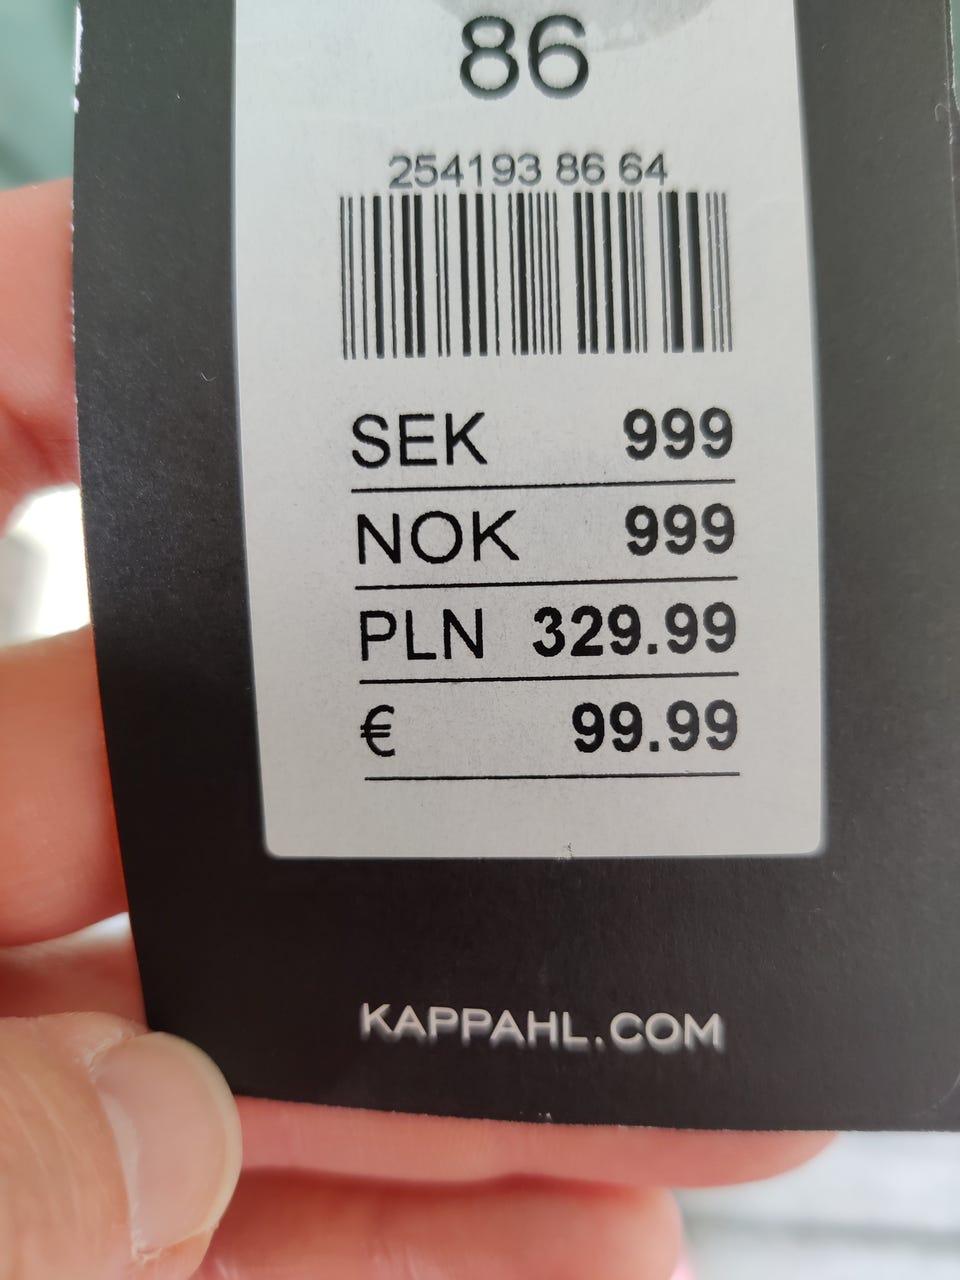 86
254193 86 64
SEK 999
NOK 999
PLN 329.99
€ 99.99
KAPPAHL.COM